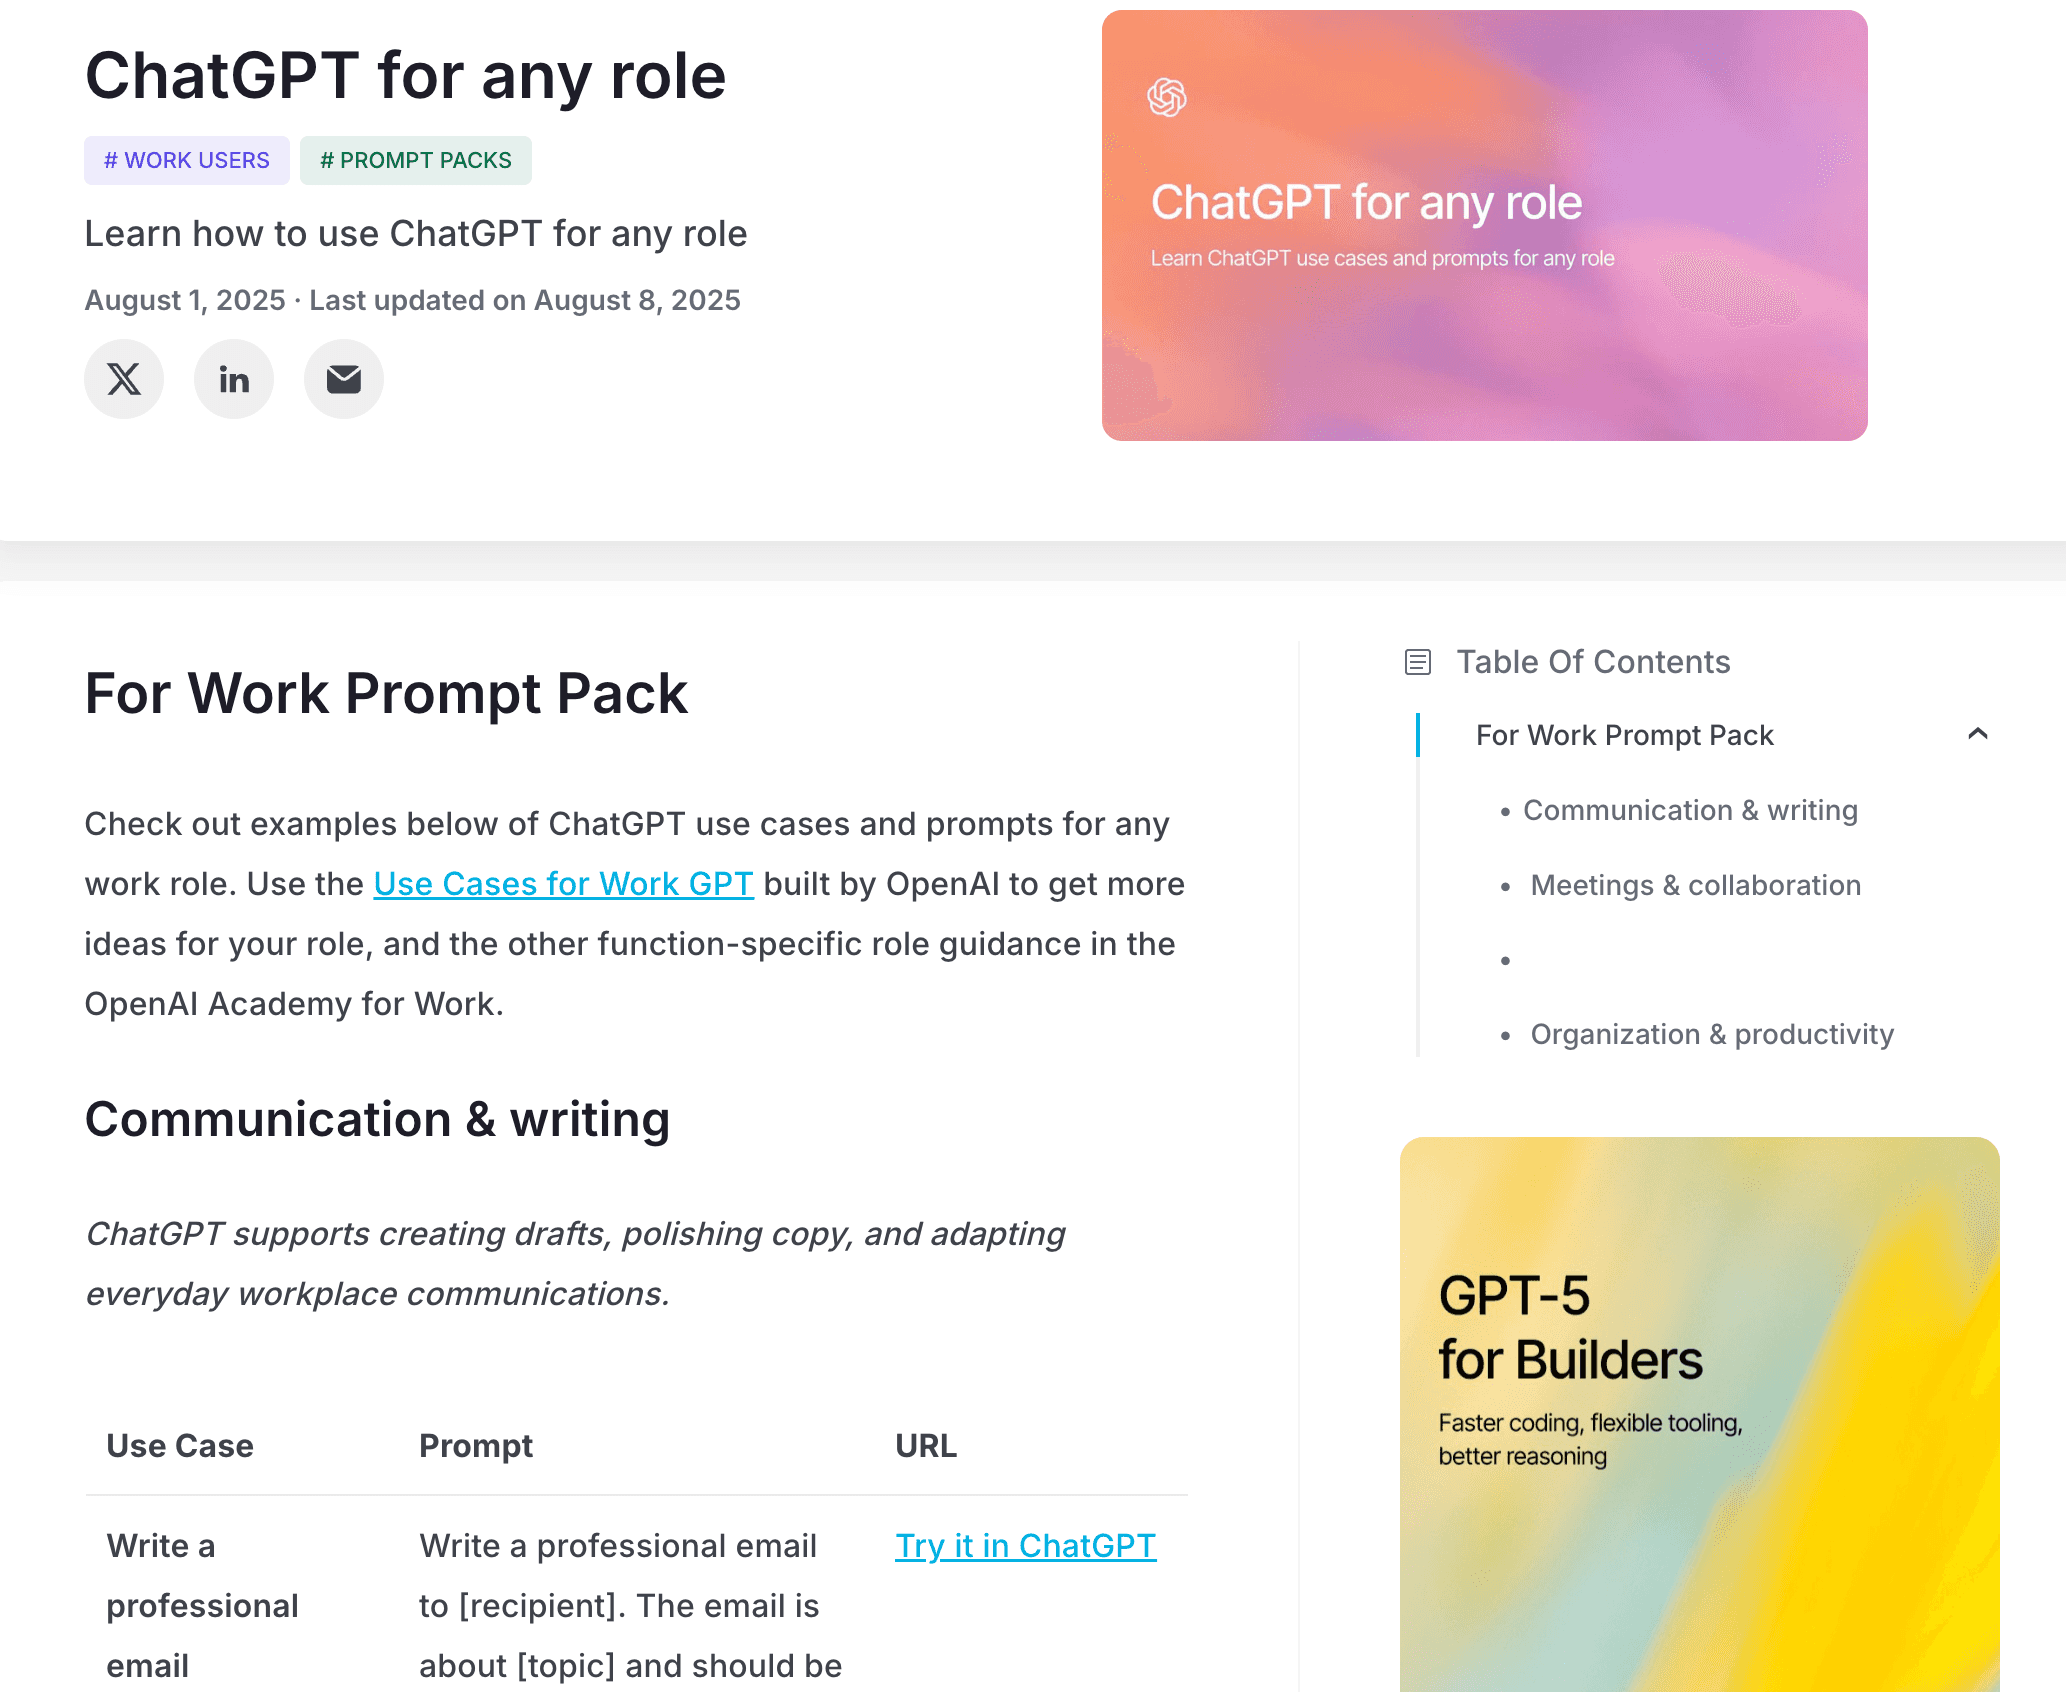 ChatGPT for any role
# WORK USERS
# PROMPT PACKS
Learn how to use ChatGPT for any role
August 1, 2025 · Last updated on August 8, 2025
ChatGPT for any role
Learn ChatGPT use cases and prompts for any role
For Work Prompt Pack
Check out examples below of ChatGPT use cases and prompts for any
work role. Use the Use Cases for Work GPT built by OpenAI to get more
ideas for your role, and the other function-specific role guidance in the
OpenAI Academy for Work.
Communication & writing
ChatGPT supports creating drafts, polishing copy, and adapting
everyday workplace communications.
Use Case
Prompt
URL
Write a
professional
email
Write a professional email
to [recipient]. The email is
about [topic] and should be
Try it in ChatGPT
Table Of Contents
For Work Prompt Pack
• Communication & writing
• Meetings & collaboration
•
• Organization & productivity
GPT-5
for Builders
Faster coding, flexible tooling,
better reasoning